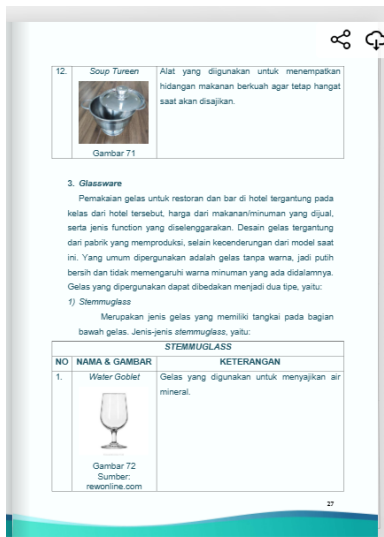 12. Soup Tureen Alat yang diigunakan untuk menempatkan
hidangan makanan berkuah agar tetap hangat
saat akan disajikan.
Gambar 71
3. Glassware
Pemakaian gelas untuk restoran dan bar di hotel tergantung pada
kelas dari hotel tersebut, harga dari makanan/minuman yang dijual,
serta jenis function yang diselenggarakan. Desain gelas tergantung
dari pabrik yang memproduksi, selain kecenderungan dari model saat
ini. Yang umum dipergunakan adalah gelas tanpa warna, jadi putih
bersih dan tidak memengaruhi warna minuman yang ada didalamnya.
Gelas yang dipergunakan dapat dibedakan menjadi dua tipe, yaitu:
1) Stemmuglass
Merupakan jenis gelas yang memiliki tangkai pada bagian
bawah gelas. Jenis-jenis stemmuglass, yaitu:
STEMMUGLASS
NO NAMA & GAMBAR KETERANGAN
1. Water Goblet Gelas yang digunakan untuk menyajikan air
mineral.
Gambar 72
Sumber:
rewonline.com
27